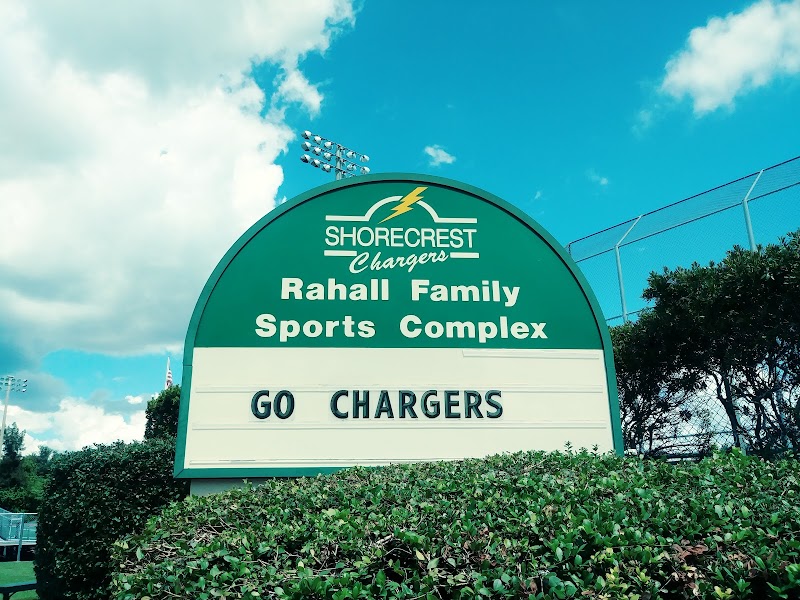 SHORECREST
Chargers
Rahall Family
Sports Complex
GO CHARGERS